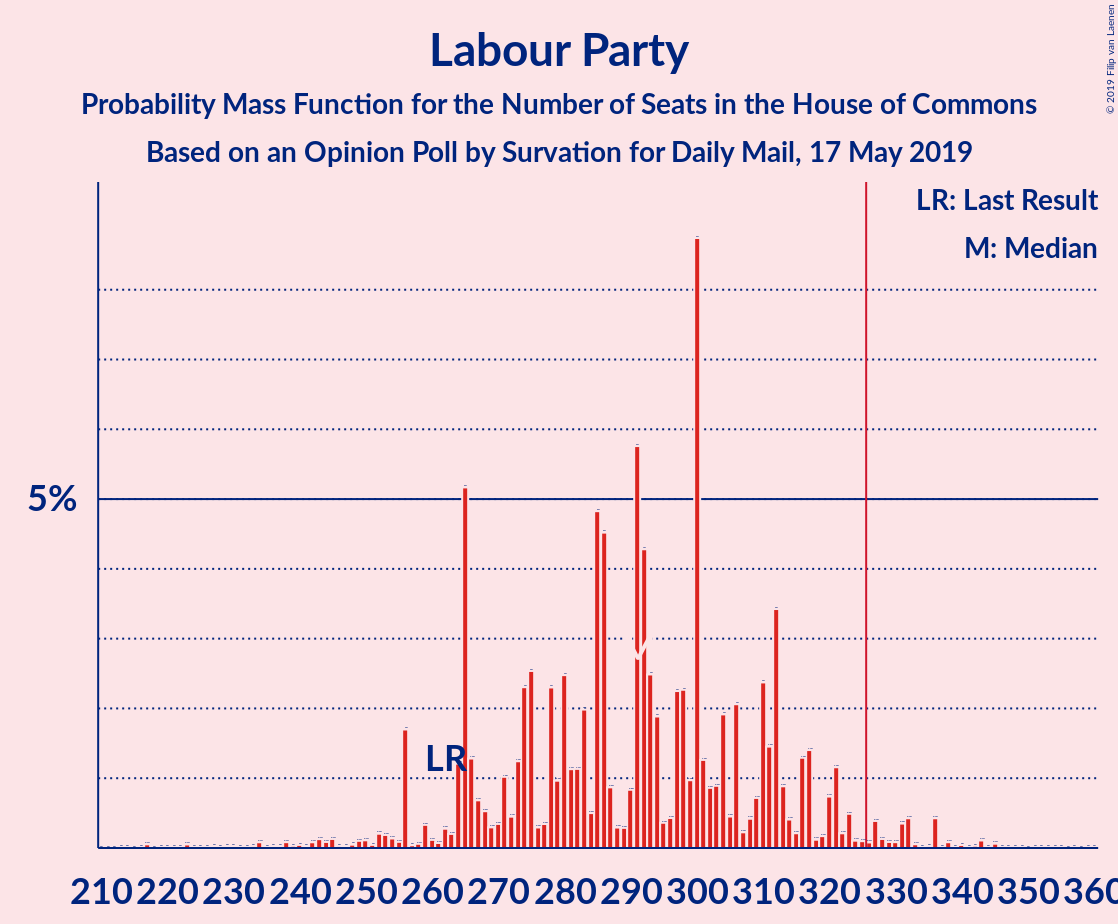 Labour Party
Probability Mass Function for the Number of Seats in the House of Commons
Based on an Opinion Poll by Survation for Daily Mail, 17 May 2019
© 2019 Filip van Laenen
LR: Last Result
M: Median
5%
LR
210 220 230 240 250 260 270 280 290 300 310 320 330 340 350 360